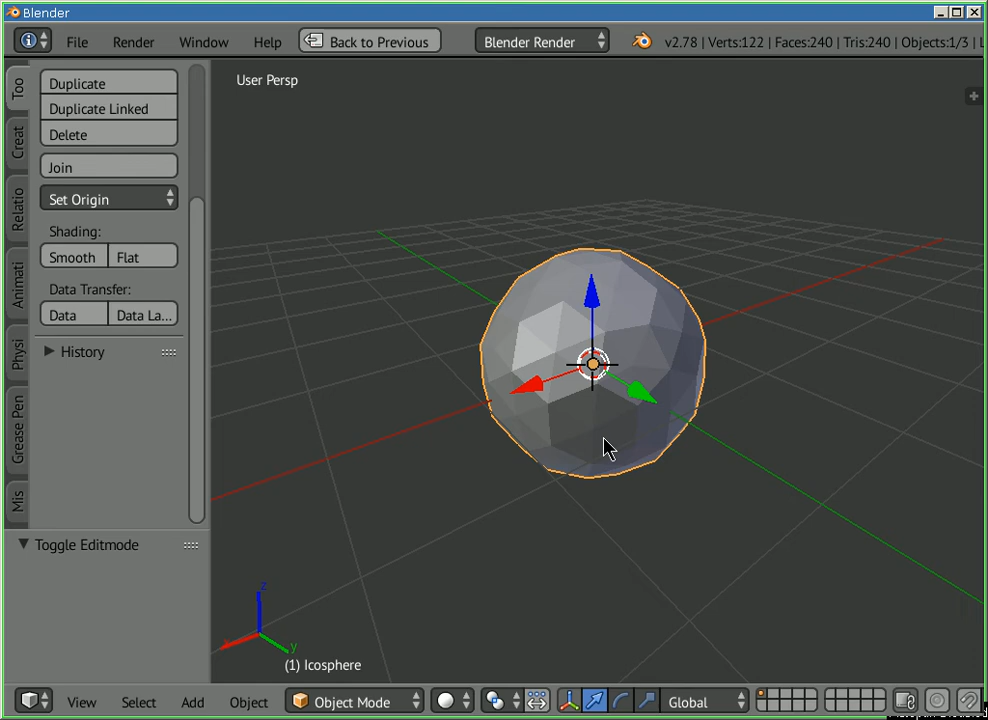 Blender
File Render Window Help Back to Previous Blender Render v2.78 | Verts:122 | Faces:240 | Tris:240 | Objects:1/3 | L
User Persp
Too
Creat
Relatio
Animati
Physi
Grease Pen
Mis
Duplicate
Duplicate Linked
Delete
Join
Set Origin
Shading:
Smooth Flat
Data Transfer:
Data Data La...
History
Toggle Editmode
z
x
y
(1) Icosphere
View Select Add Object Object Mode Global